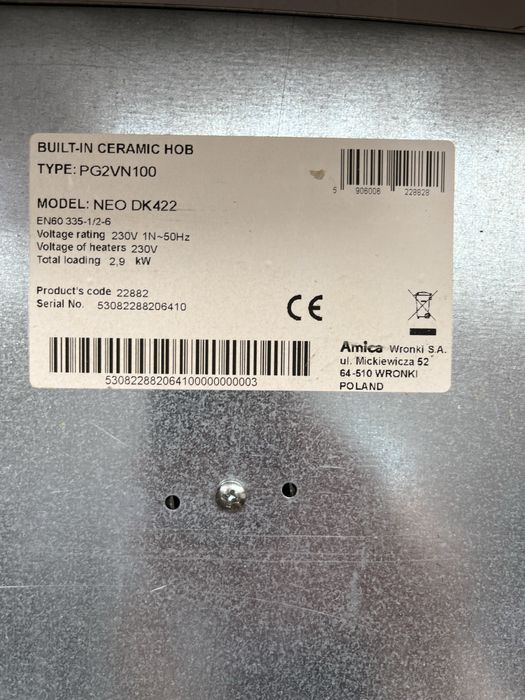 BUILT-IN CERAMIC HOB
TYPE: PG2VN100
MODEL: NEO DK422
EN60 335-1/2-6
Voltage rating 230V 1N~50Hz
Voltage of heaters 230V
Total loading 2,9 kW
Product's code 22882
Serial No. 53082288206410
530822882064100000000003
5 906006 228828
CE
Amica Wronki S.A.
ul. Mickiewicza 52
64-510 WRONKI
POLAND